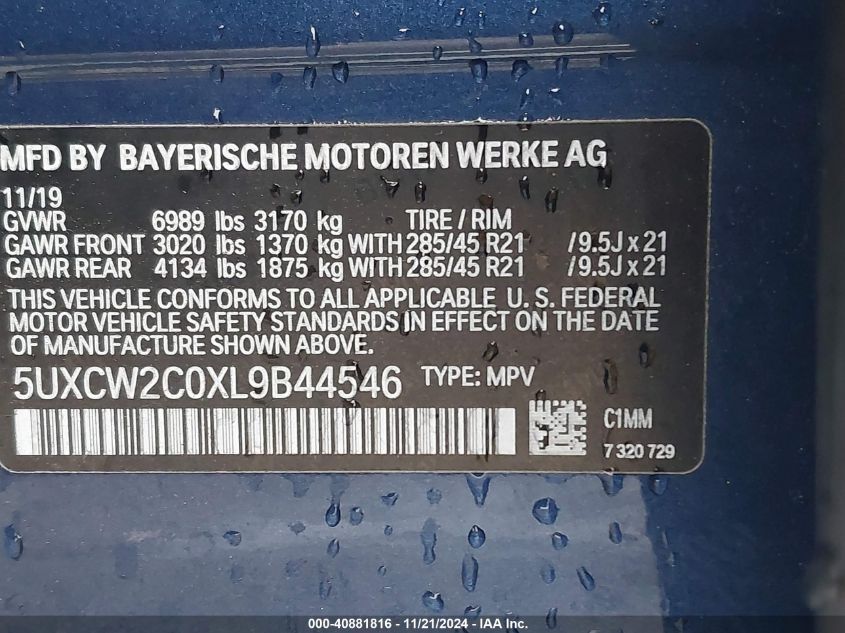 MFD BY BAYERISCHE MOTOREN WERKE AG
11/19
GVWR 6989 lbs 3170 kg TIRE / RIM
GAWR FRONT 3020 lbs 1370 kg WITH 285/45 R21 /9.5J x 21
GAWR REAR 4134 lbs 1875 kg WITH 285/45 R21 /9.5J x 21
THIS VEHICLE CONFORMS TO ALL APPLICABLE U. S. FEDERAL
MOTOR VEHICLE SAFETY STANDARDS IN EFFECT ON THE DATE
OF MANUFACTURE SHOWN ABOVE.
5UXCW2C0XL9B44546 TYPE: MPV
C1MM
7 320 729
000-40881816 - 11/21/2024 - IAAI.com